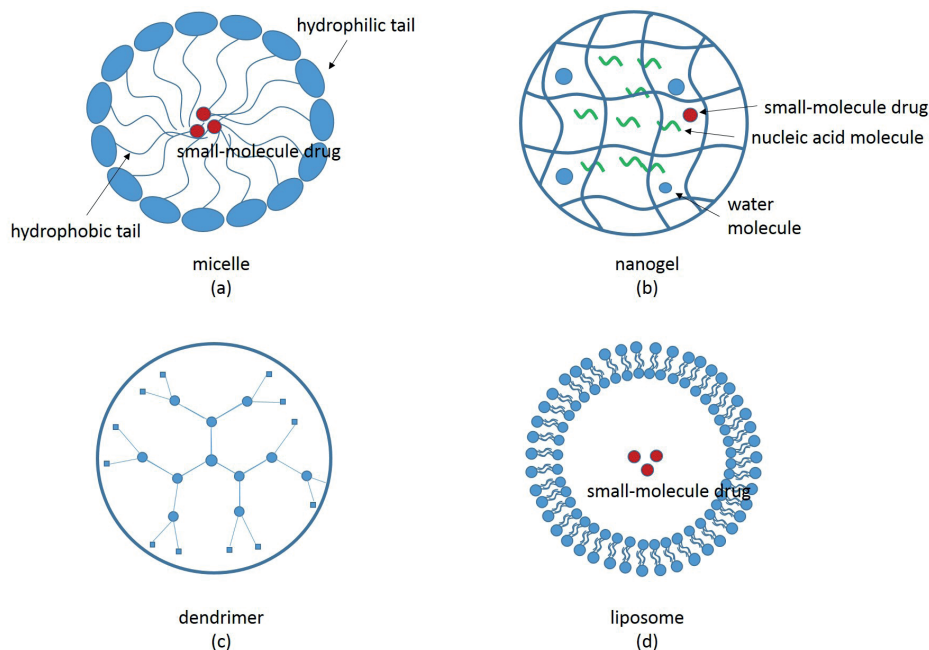 hydrophilic tail
small-molecule drug
hydrophobic tail
micelle
(a)
small-molecule drug
nucleic acid molecule
water
molecule
nanogel
(b)
dendrimer
(c)
small-molecule drug
liposome
(d)